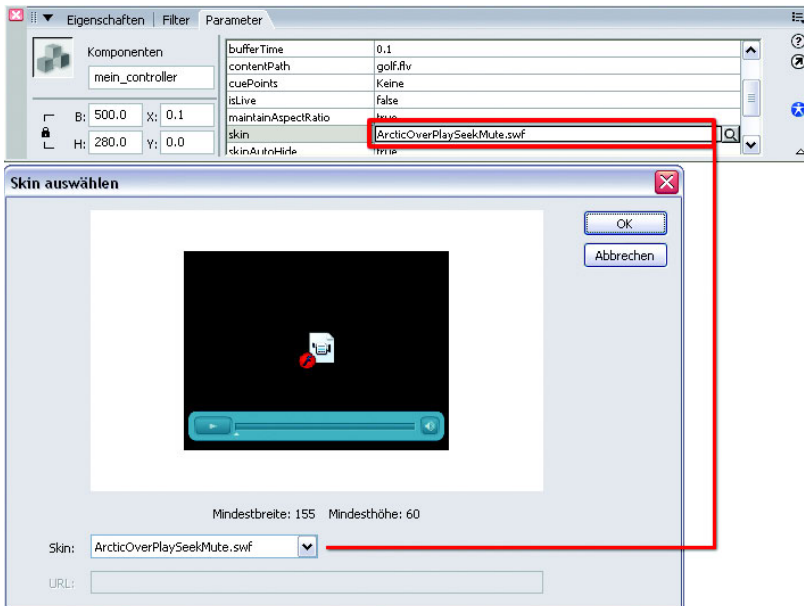 Eigenschaften | Filter Parameter
Komponenten
mein_controller
B: 500.0 X: 0.1
H: 280.0 Y: 0.0
bufferTime 0.1
contentPath golf.flv
cuePoints Keine
isLive false
maintainAspectRatio true
skin ArcticOverPlaySeekMute.swf
skinAutoHide true
Skin auswählen
OK
Abbrechen
Mindestbreite: 155 Mindesthöhe: 60
Skin: ArcticOverPlaySeekMute.swf
URL: